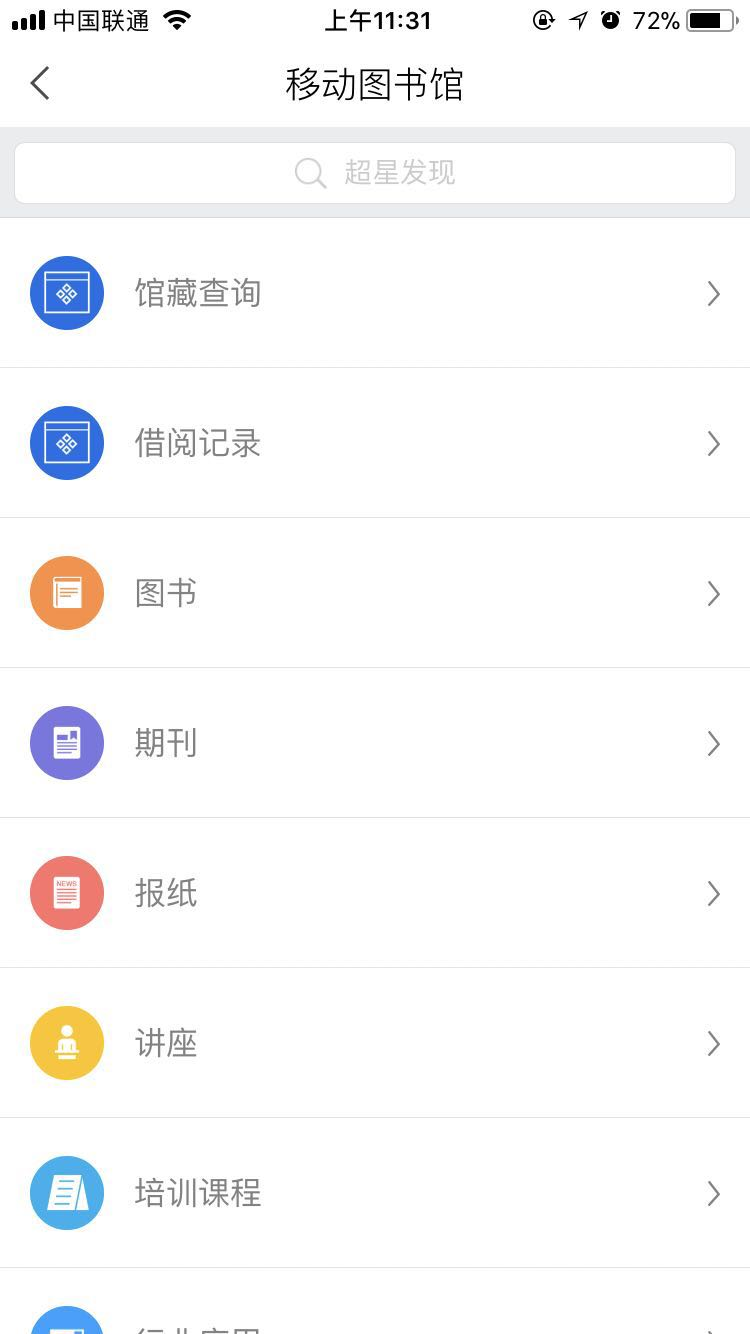 中国联通 上午11:31 72%
移动图书馆
超星发现
馆藏查询
借阅记录
图书
期刊
NEWS
报纸
讲座
培训课程